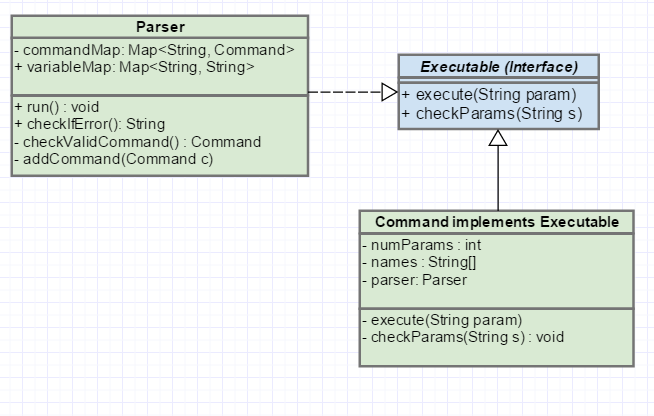 Parser
- commandMap: Map<String, Command>
+ variableMap: Map<String, String>
+ run() : void
+ checkIfError(): String
- checkValidCommand() : Command
- addCommand(Command c)
Executable (Interface)
+ execute(String param)
+ checkParams(String s)
Command implements Executable
- numParams : int
- names : String[]
- parser: Parser
- execute(String param)
- checkParams(String s) : void